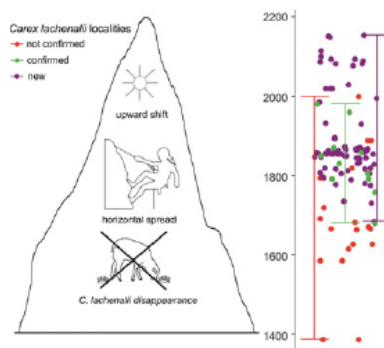 Carex lachenalii localities
not confirmed
confirmed
new
upward shift
horizontal spread
C. lachenalii disappearance
2200
2000
1800
1600
1400